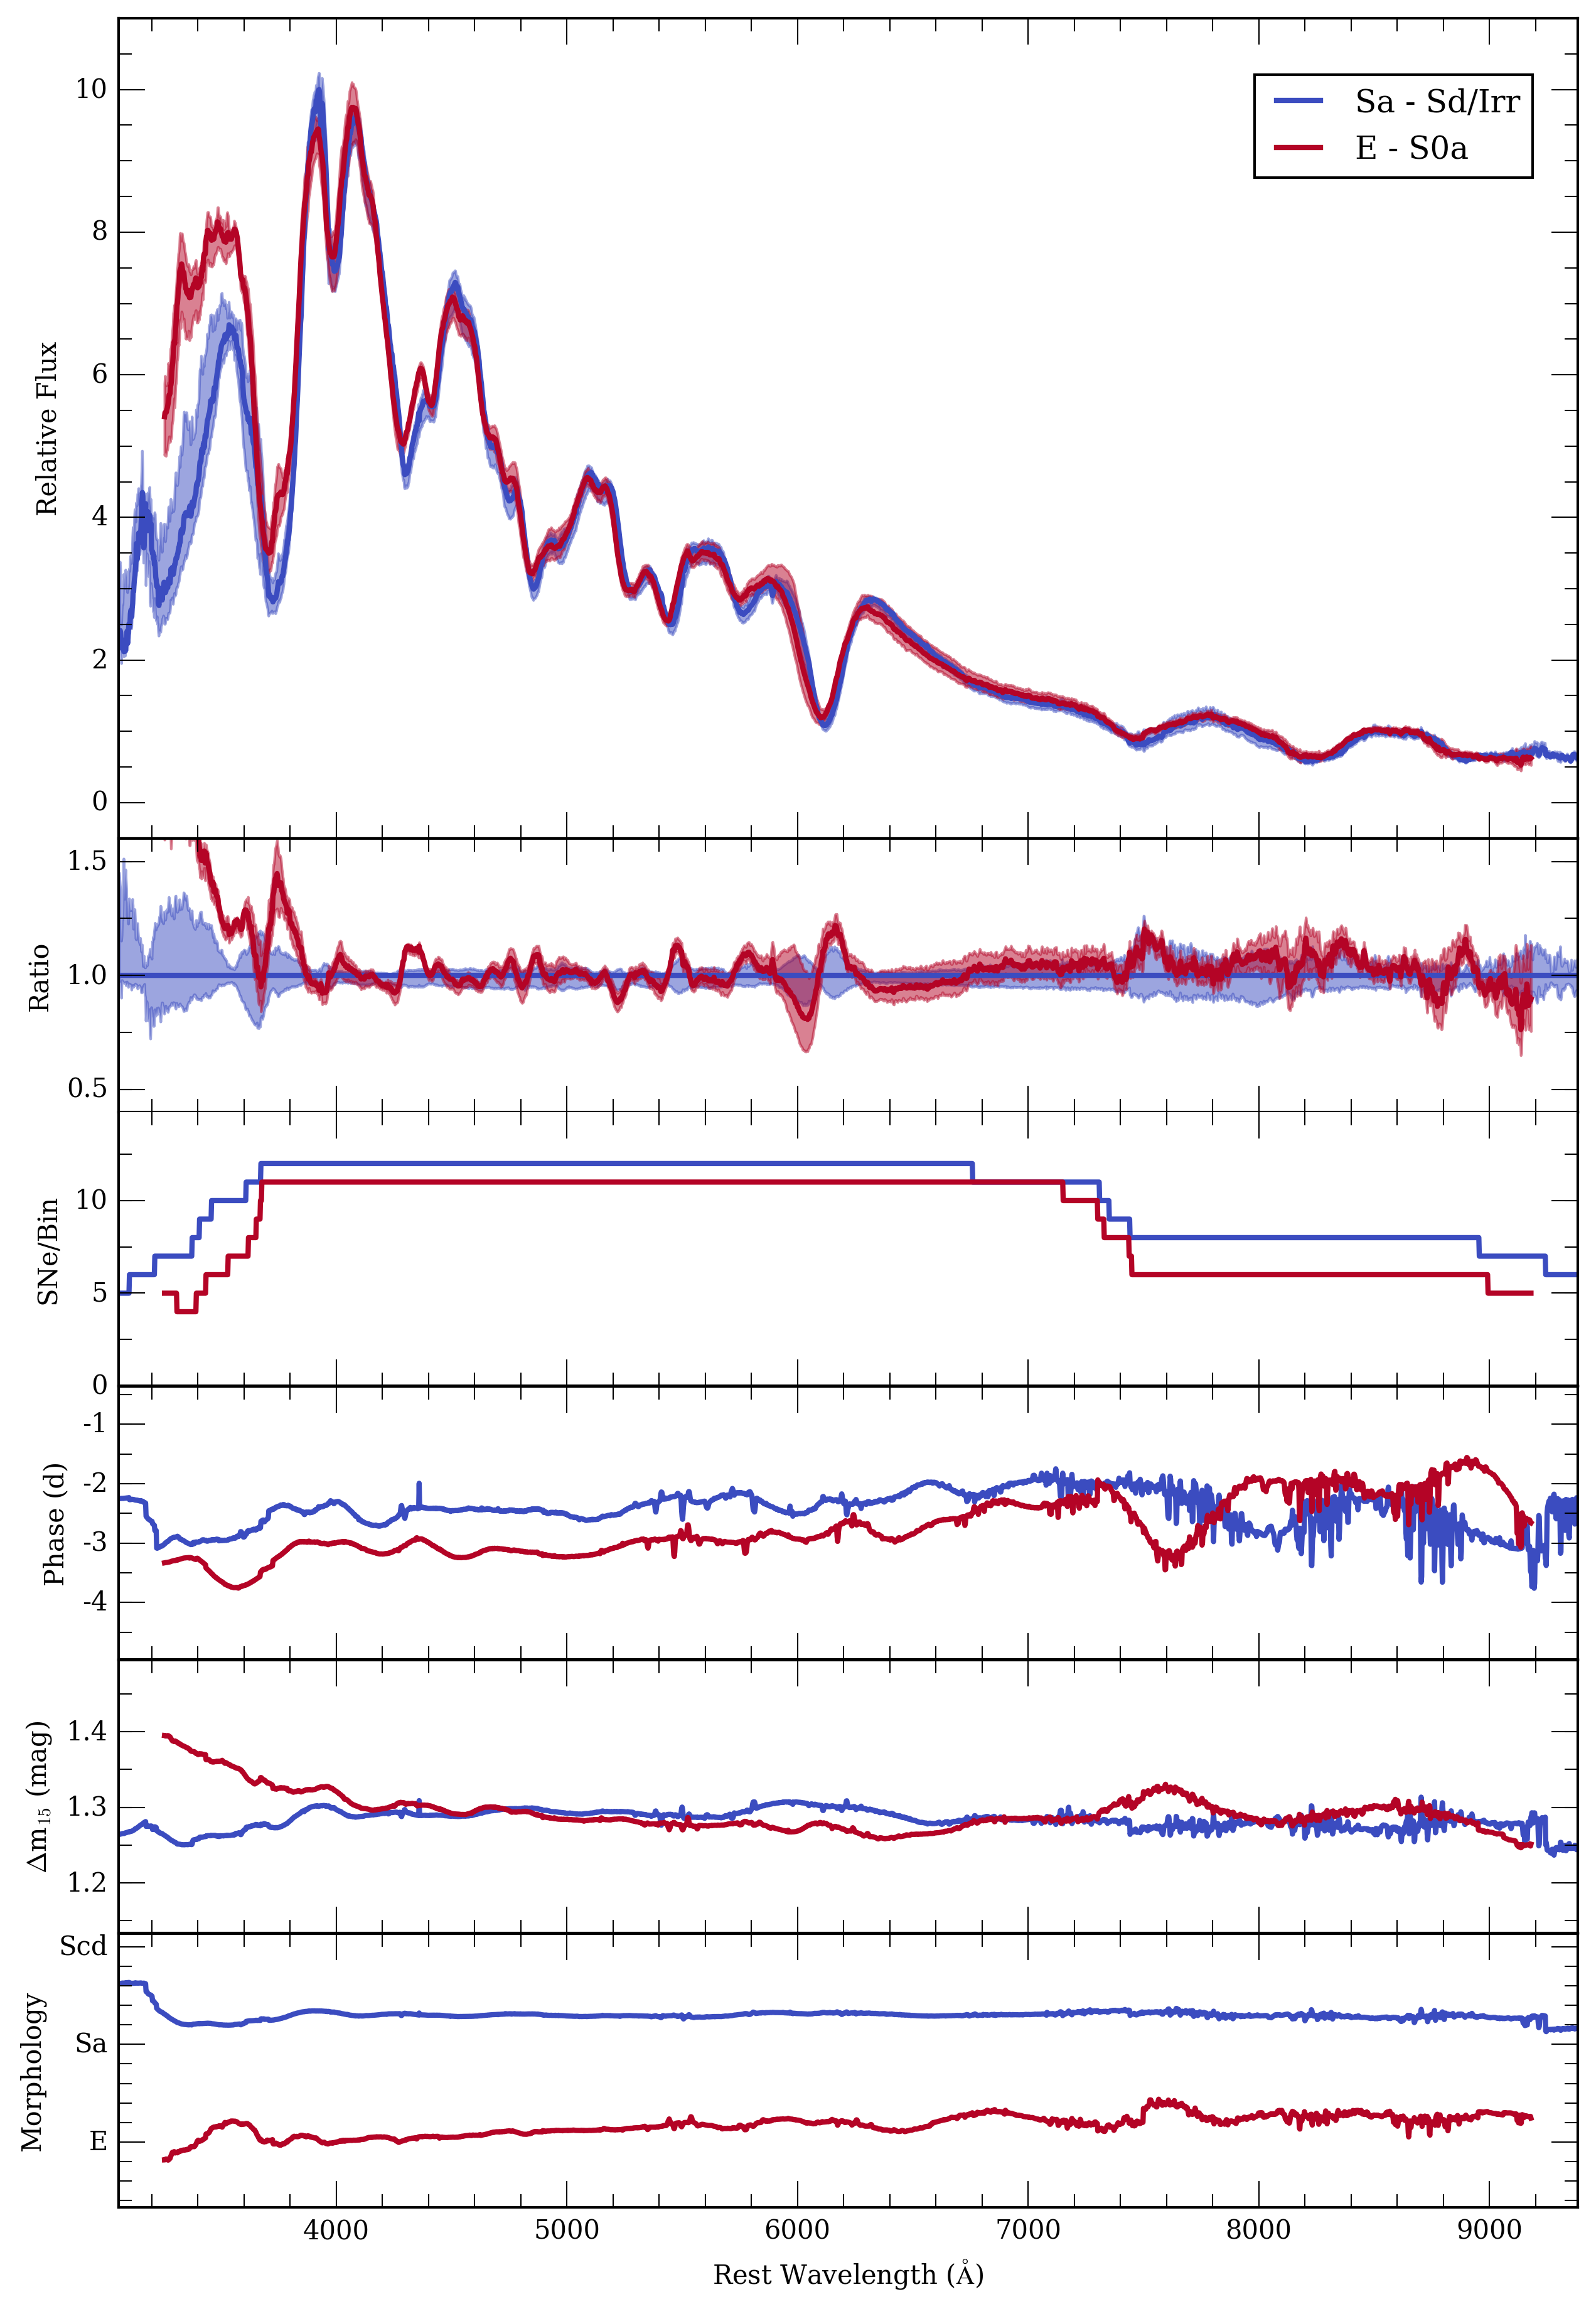 Sa - Sd/Irr
E - S0a
10
8
6
4
2
0
Relative Flux
1.5
1.0
0.5
Ratio
10
5
0
SNe/Bin
-1
-2
-3
-4
Phase (d)
1.4
1.3
1.2
Δm₁₅ (mag)
Scd
Sa
E
Morphology
4000 5000 6000 7000 8000 9000
Rest Wavelength (Å)